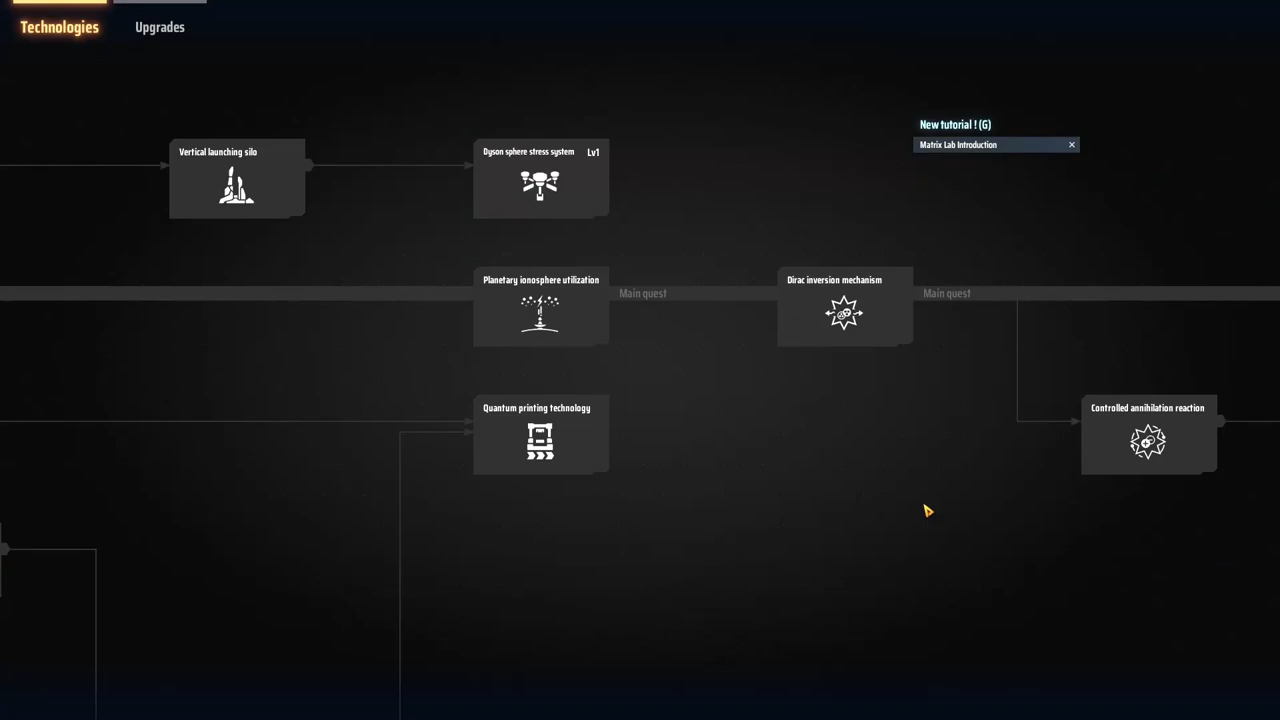 Technologies
Upgrades
New tutorial ! (G)
Matrix Lab Introduction
Vertical launching silo
Dyson sphere stress system Lv1
Planetary ionosphere utilization
Main quest
Dirac inversion mechanism
Main quest
Quantum printing technology
Controlled annihilation reaction